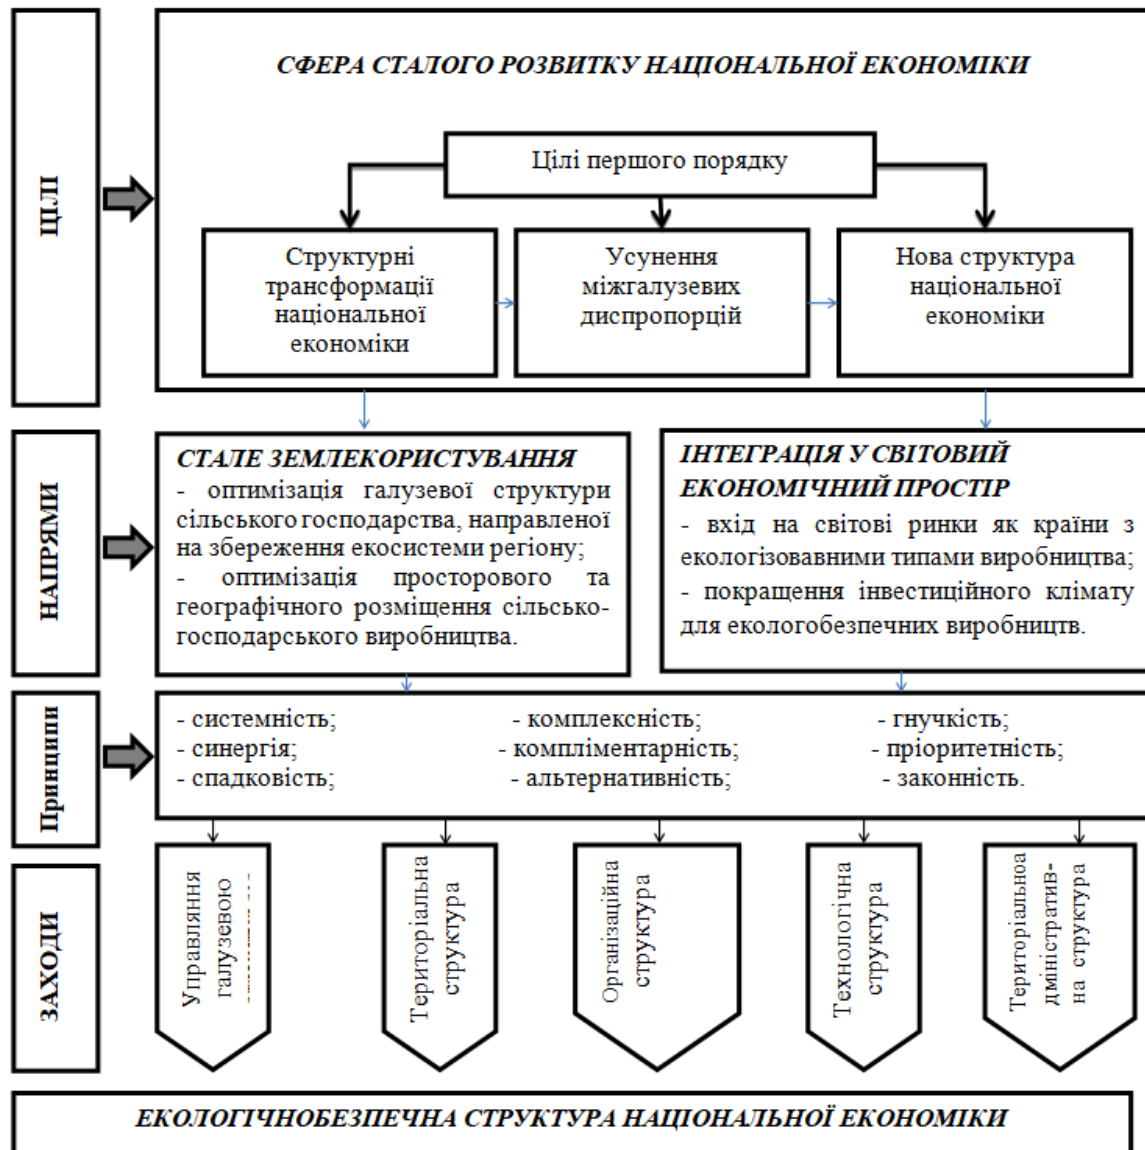 ЦІЛІ
СФЕРА СТАЛОГО РОЗВИТКУ НАЦІОНАЛЬНОЇ ЕКОНОМІКИ
Цілі першого порядку
Структурні
трансформації
національної
економіки
Усунення
міжгалузевих
диспропорцій
Нова структура
національної
економіки
НАПРЯМИ
СТАЛЕ ЗЕМЛЕКОРИСТУВАННЯ
- оптимізація галузевої структури
сільського господарства, направленої
на збереження екосистеми регіону;
- оптимізація просторового та
географічного розміщення сільсько-
господарського виробництва.
ІНТЕГРАЦІЯ У СВІТОВИЙ
ЕКОНОМІЧНИЙ ПРОСТІР
- вхід на світові ринки як країни з
екологізовавними типами виробництва;
- покращення інвестиційного клімату
для екологобезпечних виробництв.
Принципи
- системність;
- синергія;
- спадковість;
- комплексність;
- компліментарність;
- альтернативність;
- гнучкість;
- пріоритетність;
- законність.
ЗАХОДИ
Управління
галузевою
Територіальна
структура
Організаційна
структура
Технологічна
структура
Територіальноа
дміністратив-
на структура
ЕКОЛОГІЧНОБЕЗПЕЧНА СТРУКТУРА НАЦІОНАЛЬНОЇ ЕКОНОМІКИ